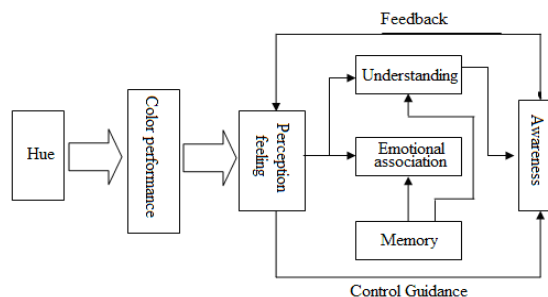 Feedback
Hue
Color performance
Perception
feeling
Understanding
Emotional
association
Memory
Awareness
Control Guidance